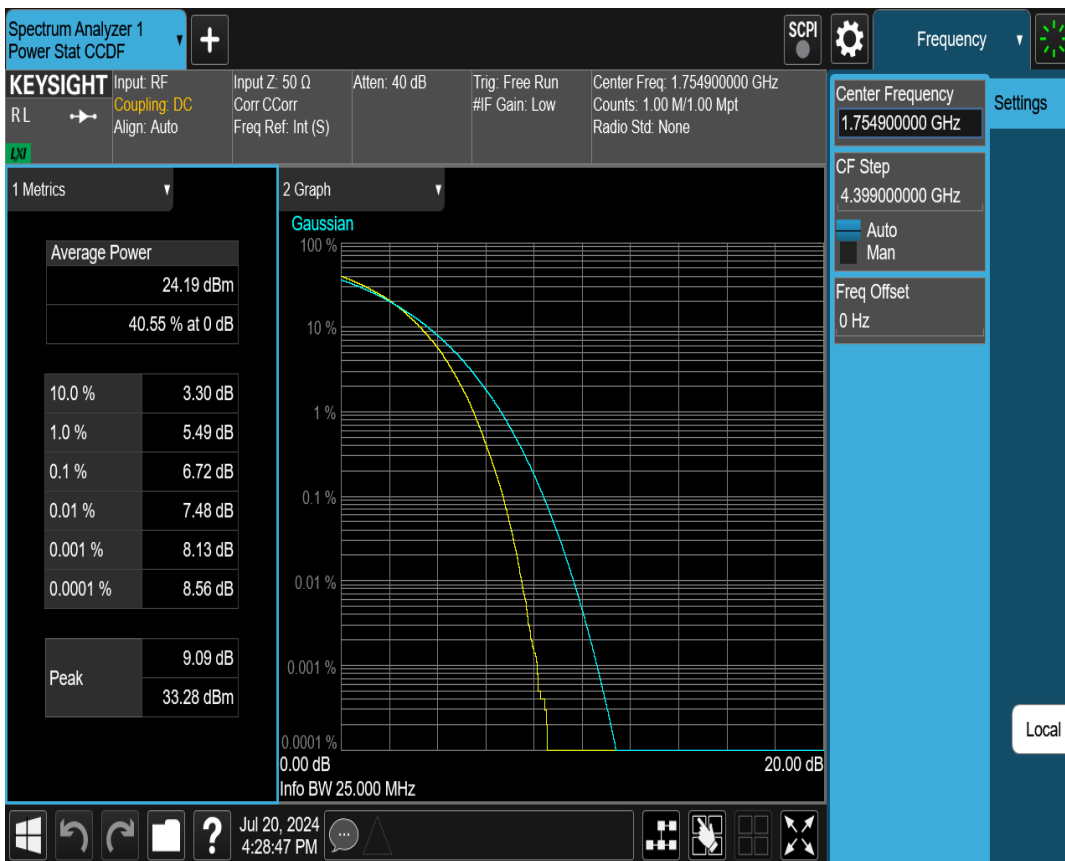 Spectrum Analyzer 1
Power Stat CCDF
SCPI
Frequency
KEYSIGHT
RL
LXI
Input: RF
Coupling: DC
Align: Auto
Input Z: 50 Ω
Corr CCorr
Freq Ref: Int (S)
Atten: 40 dB
Trig: Free Run
#IF Gain: Low
Center Freq: 1.754900000 GHz
Counts: 1.00 M/1.00 Mpt
Radio Std: None
Center Frequency
1.754900000 GHz
Settings
CF Step
4.399000000 GHz
Auto
Man
Freq Offset
0 Hz
1 Metrics
Average Power
24.19 dBm
40.55 % at 0 dB
10.0 % 3.30 dB
1.0 % 5.49 dB
0.1 % 6.72 dB
0.01 % 7.48 dB
0.001 % 8.13 dB
0.0001 % 8.56 dB
Peak
9.09 dB
33.28 dBm
2 Graph
Gaussian
100 %
10 %
1 %
0.1 %
0.01 %
0.001 %
0.0001 %
0.00 dB
20.00 dB
Info BW 25.000 MHz
Local
?
Jul 20, 2024
4:28:47 PM